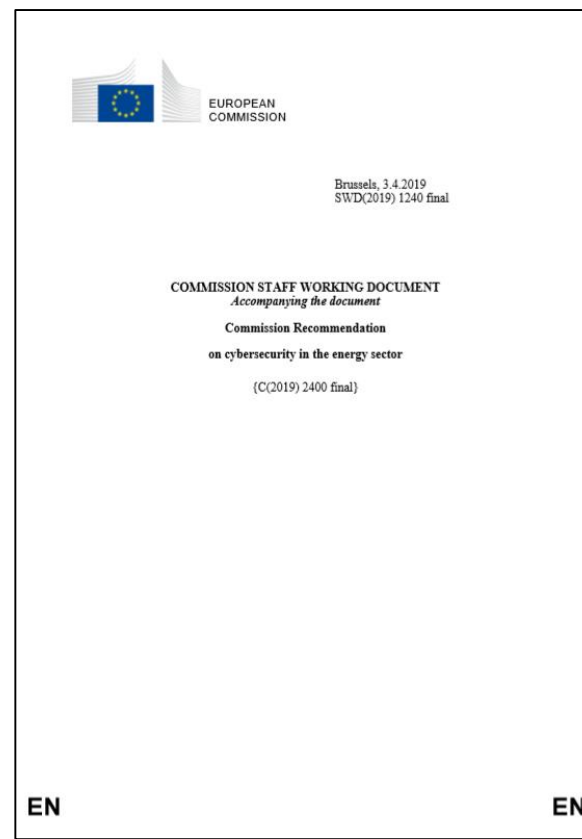 EUROPEAN
COMMISSION
Brussels, 3.4.2019
SWD(2019) 1240 final
COMMISSION STAFF WORKING DOCUMENT
Accompanying the document
Commission Recommendation
on cybersecurity in the energy sector
{C(2019) 2400 final}
EN EN